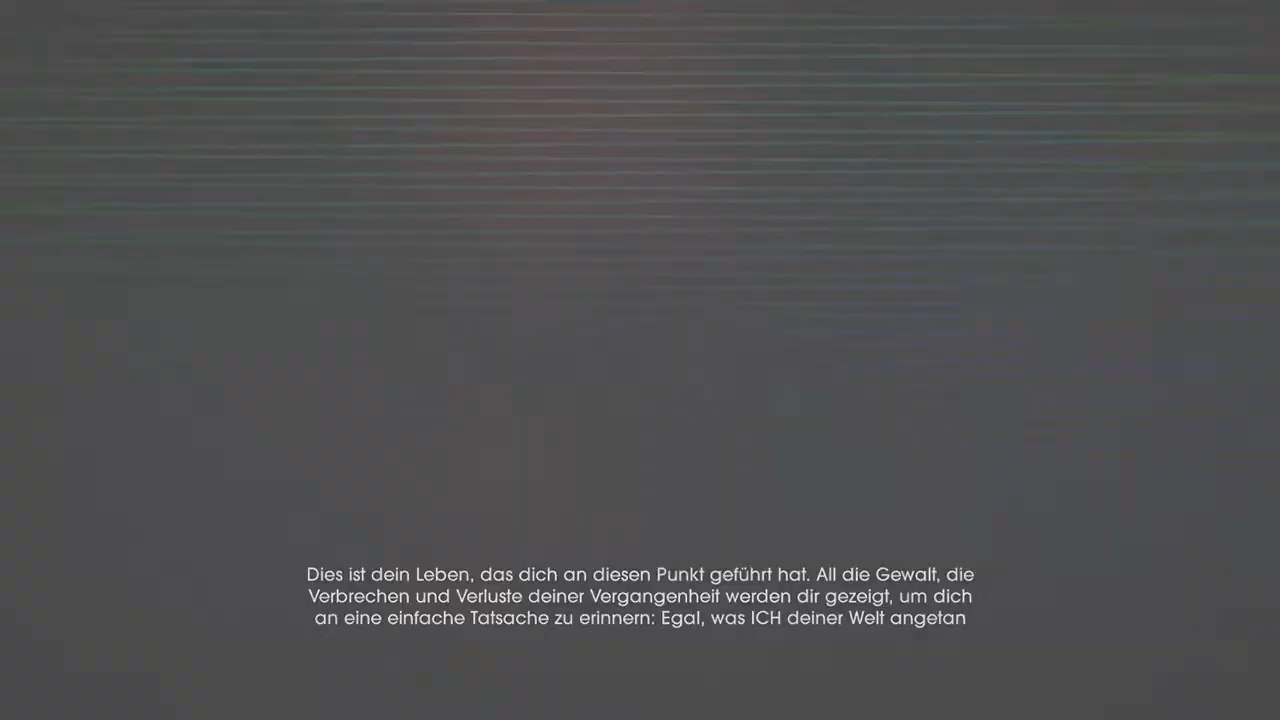 Dies ist dein Leben, das dich an diesen Punkt geführt hat. All die Gewalt, die
Verbrechen und Verluste deiner Vergangenheit werden dir gezeigt, um dich
an eine einfache Tatsache zu erinnern: Egal, was ICH deiner Welt angetan